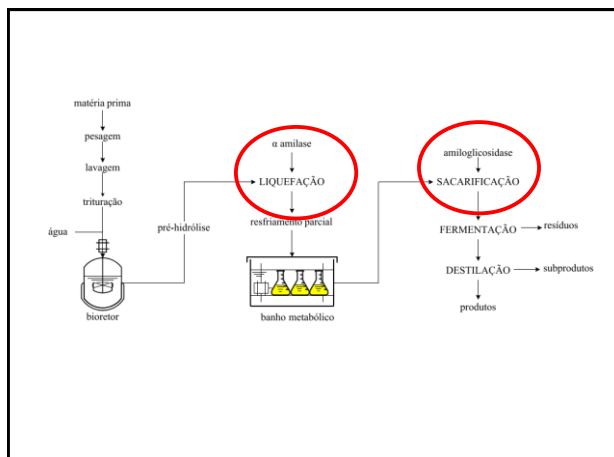 matéria prima
pesagem
lavagem
trituração
água
bioretor
pré-hidrólise
α amilase
LIQUEFAÇÃO
resfriamento parcial
banho metabólico
amiloglicosidase
SACARIFICAÇÃO
FERMENTAÇÃO
resíduos
DESTILAÇÃO
subprodutos
produtos